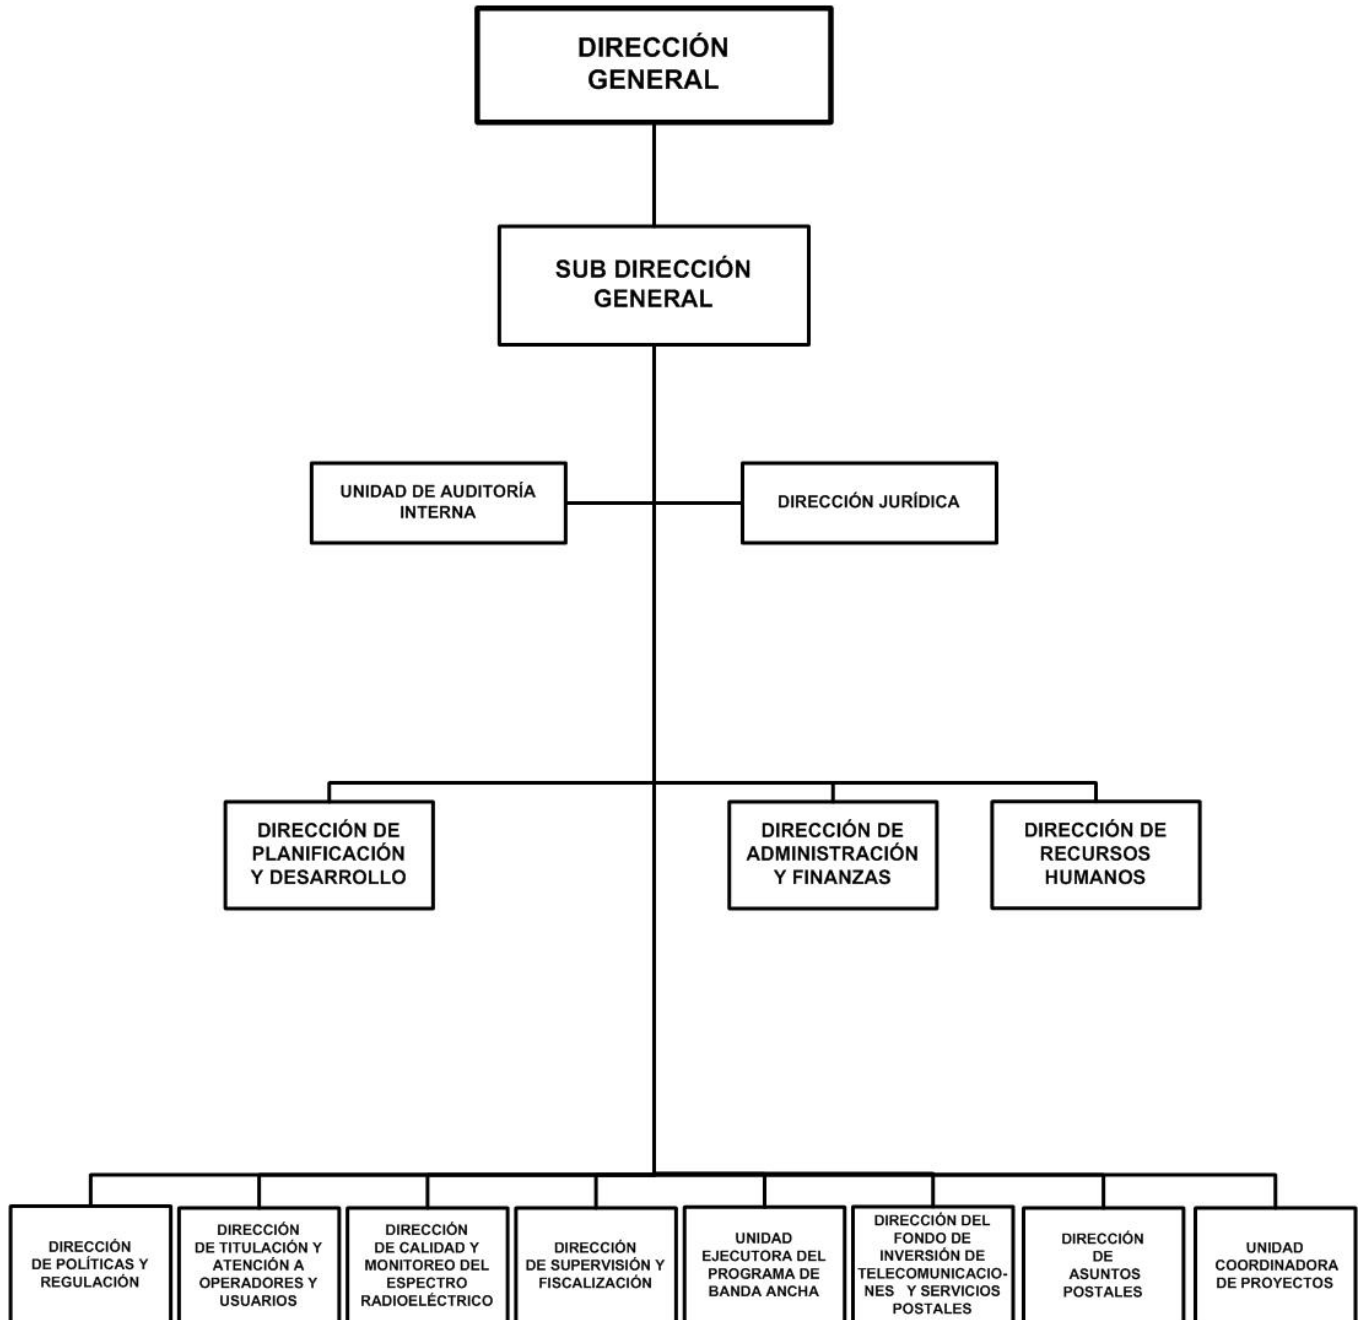 DIRECCIÓN
GENERAL
SUB DIRECCIÓN
GENERAL
UNIDAD DE AUDITORÍA
INTERNA
DIRECCIÓN JURÍDICA
DIRECCIÓN DE
PLANIFICACIÓN
Y DESARROLLO
DIRECCIÓN DE
ADMINISTRACIÓN
Y FINANZAS
DIRECCIÓN DE
RECURSOS
HUMANOS
DIRECCIÓN
DE POLÍTICAS Y
REGULACIÓN
DIRECCIÓN
DE TITULACIÓN Y
ATENCIÓN A
OPERADORES Y
USUARIOS
DIRECCIÓN
DE CALIDAD Y
MONITOREO DEL
ESPECTRO
RADIOELÉCTRICO
DIRECCIÓN
DE SUPERVISIÓN Y
FISCALIZACIÓN
UNIDAD
EJECUTORA DEL
PROGRAMA DE
BANDA ANCHA
DIRECCIÓN DEL
FONDO DE
INVERSIÓN DE
TELECOMUNICACIO-
NES Y SERVICIOS
POSTALES
DIRECCIÓN
DE
ASUNTOS
POSTALES
UNIDAD
COORDINADORA
DE PROYECTOS